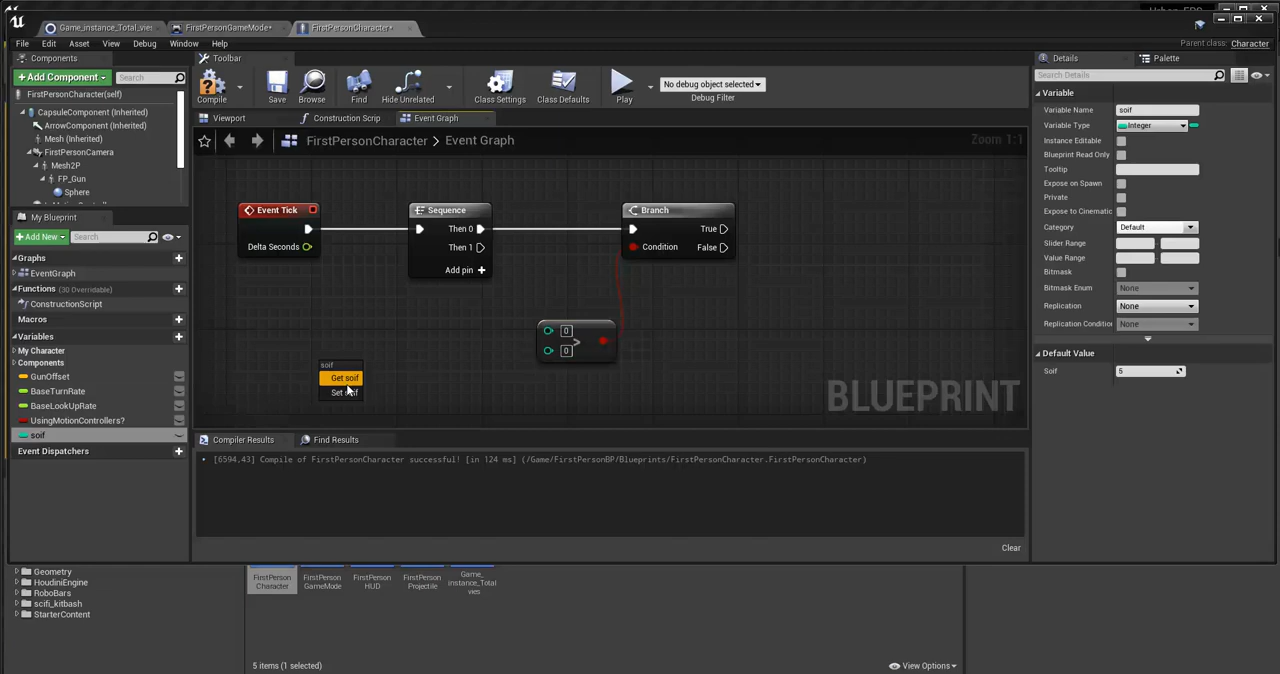 Game_instance_Total_vies
FirstPersonGameMode*
FirstPersonCharacter*
File Edit Asset View Debug Window Help
Parent class: Character
Components
Toolbar
Details
Palette
+ Add Component
Search
Compile
Save
Browse
Find
Hide Unrelated
Class Settings
Class Defaults
Play
No debug object selected
Debug Filter
Search Details
FirstPersonCharacter(self)
CapsuleComponent (Inherited)
ArrowComponent (Inherited)
Mesh (Inherited)
FirstPersonCamera
Mesh2P
FP_Gun
Sphere
Viewport
Construction Scrip
Event Graph
FirstPersonCharacter > Event Graph
Zoom 1:1
My Blueprint
+ Add New
Search
Graphs
EventGraph
Functions (30 Overridable)
ConstructionScript
Macros
Variables
My Character
Components
GunOffset
BaseTurnRate
BaseLookUpRate
UsingMotionControllers?
soif
Event Dispatchers
Event Tick
Delta Seconds
Sequence
Then 0
Then 1
Add pin +
Branch
True
Condition
False
0
>
0
soif
Get soif
Set soif
BLUEPRINT
Variable
Variable Name
soif
Variable Type
Integer
Instance Editable
Blueprint Read Only
Tooltip
Expose on Spawn
Private
Expose to Cinematic
Category
Default
Slider Range
Value Range
Bitmask
Bitmask Enum
None
Replication
None
Replication Condition
None
Default Value
Soif
5
Compiler Results
Find Results
[6594.43] Compile of FirstPersonCharacter successful! [in 124 ms] (/Game/FirstPersonBP/Blueprints/FirstPersonCharacter.FirstPersonCharacter)
Clear
Geometry
HoudiniEngine
RoboBars
scifi_kitbash
StarterContent
FirstPerson
Character
FirstPerson
GameMode
FirstPerson
HUD
FirstPerson
Projectile
Game_
instance_Total
vies
5 items (1 selected)
View Options